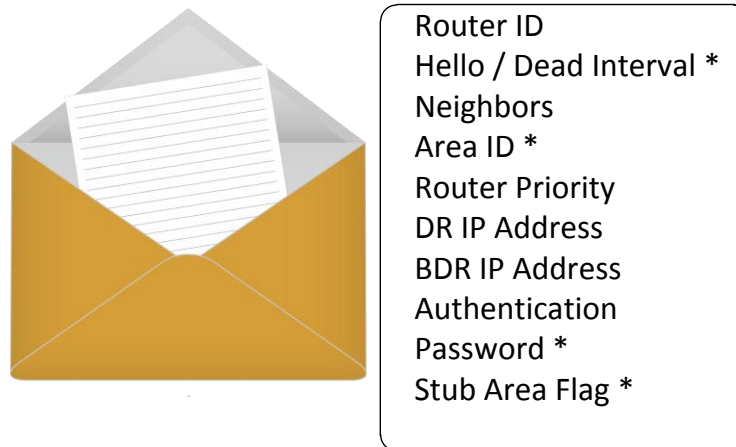 Router ID
Hello / Dead Interval *
Neighbors
Area ID *
Router Priority
DR IP Address
BDR IP Address
Authentication
Password *
Stub Area Flag *